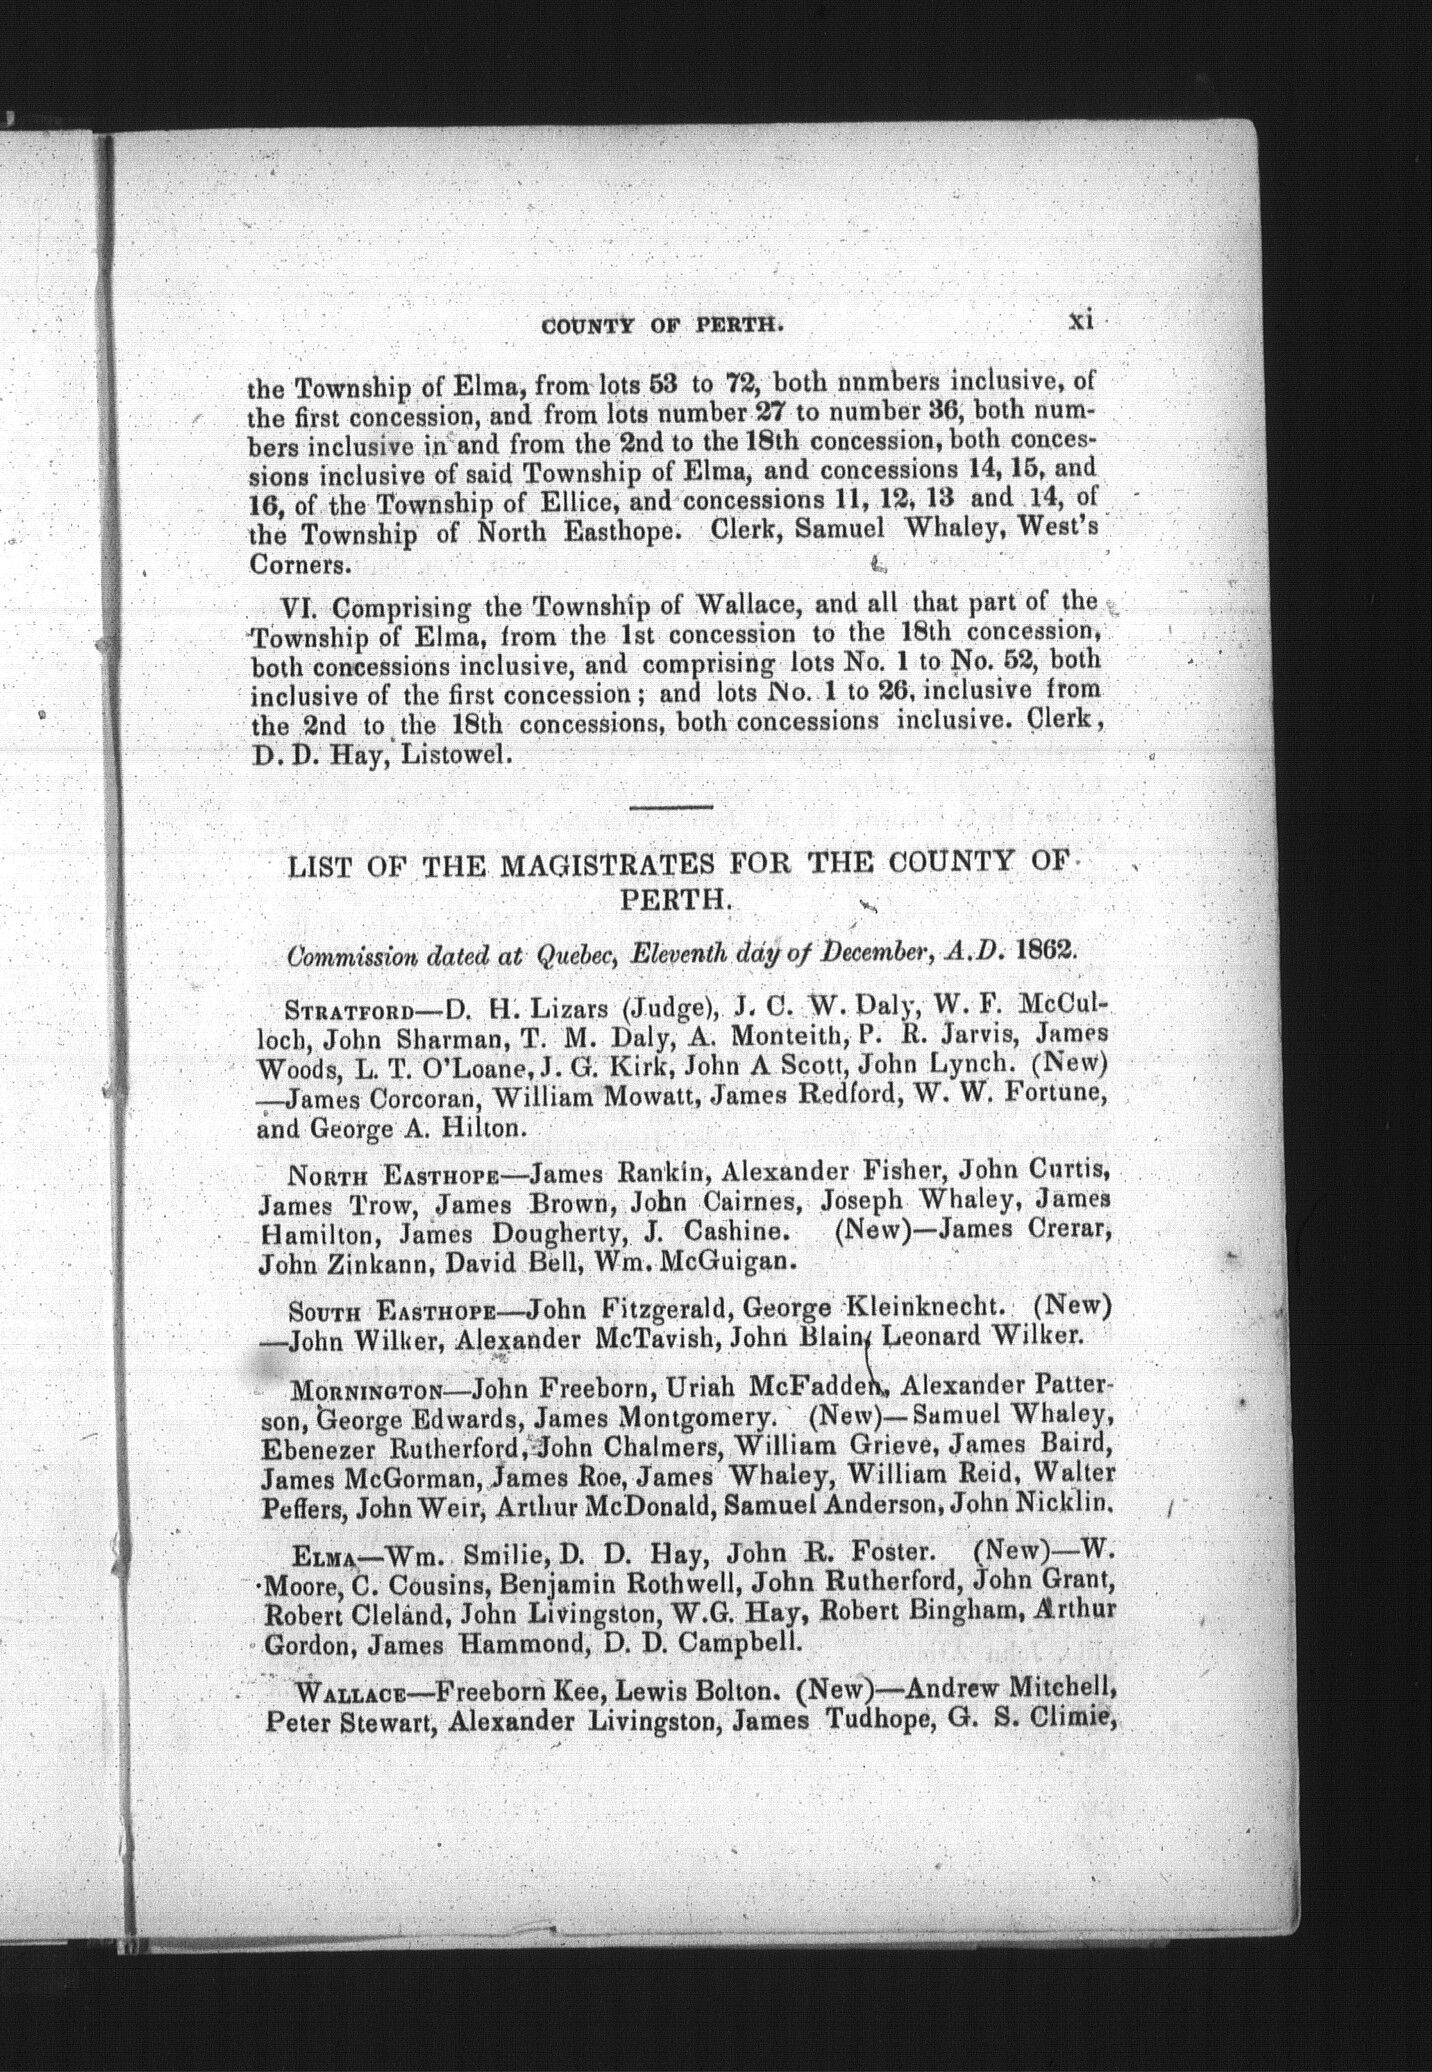 COUNTY OF PERTH. xi
the Township of Elma, from lots 53 to 72, both nnmbers inclusive, of
the first concession, and from lots number 27 to number 36, both num-
bers inclusive in and from the 2nd to the 18th concession, both conces-
sions inclusive of said Township of Elma, and concessions 14, 15, and
16, of the Township of Ellice, and concessions 11, 12, 13 and 14, of
the Township of North Easthope. Clerk, Samuel Whaley, West's
Corners.
VI. Comprising the Township of Wallace, and all that part of the
Township of Elma, from the 1st concession to the 18th concession,
both concessions inclusive, and comprising lots No. 1 to No. 52, both
inclusive of the first concession; and lots No. 1 to 26, inclusive from
the 2nd to the 18th concessions, both concessions inclusive. Clerk,
D. D. Hay, Listowel.
LIST OF THE MAGISTRATES FOR THE COUNTY OF
PERTH.
Commission dated at Quebec, Eleventh day of December, A.D. 1862.
STRATFORD—D. H. Lizars (Judge), J. C. W. Daly, W. F. McCul-
loch, John Sharman, T. M. Daly, A. Monteith, P. R. Jarvis, James
Woods, L. T. O'Loane, J. G. Kirk, John A Scott, John Lynch. (New)
—James Corcoran, William Mowatt, James Redford, W. W. Fortune,
and George A. Hilton.
NORTH EASTHOPE—James Rankin, Alexander Fisher, John Curtis,
James Trow, James Brown, John Cairnes, Joseph Whaley, James
Hamilton, James Dougherty, J. Cashine. (New)—James Crerar,
John Zinkann, David Bell, Wm. McGuigan.
SOUTH EASTHOPE—John Fitzgerald, George Kleinknecht. (New)
—John Wilker, Alexander McTavish, John Blain, Leonard Wilker.
MORNINGTON—John Freeborn, Uriah McFadden, Alexander Patter-
son, George Edwards, James Montgomery. (New)—Samuel Whaley,
Ebenezer Rutherford, John Chalmers, William Grieve, James Baird,
James McGorman, James Roe, James Whaley, William Reid, Walter
Peffers, John Weir, Arthur McDonald, Samuel Anderson, John Nicklin.
ELMA—Wm. Smilie, D. D. Hay, John R. Foster. (New)—W.
Moore, C. Cousins, Benjamin Rothwell, John Rutherford, John Grant,
Robert Cleland, John Livingston, W.G. Hay, Robert Bingham, Arthur
Gordon, James Hammond, D. D. Campbell.
WALLACE—Freeborn Kee, Lewis Bolton. (New)—Andrew Mitchell,
Peter Stewart, Alexander Livingston, James Tudhope, G. S. Climie,